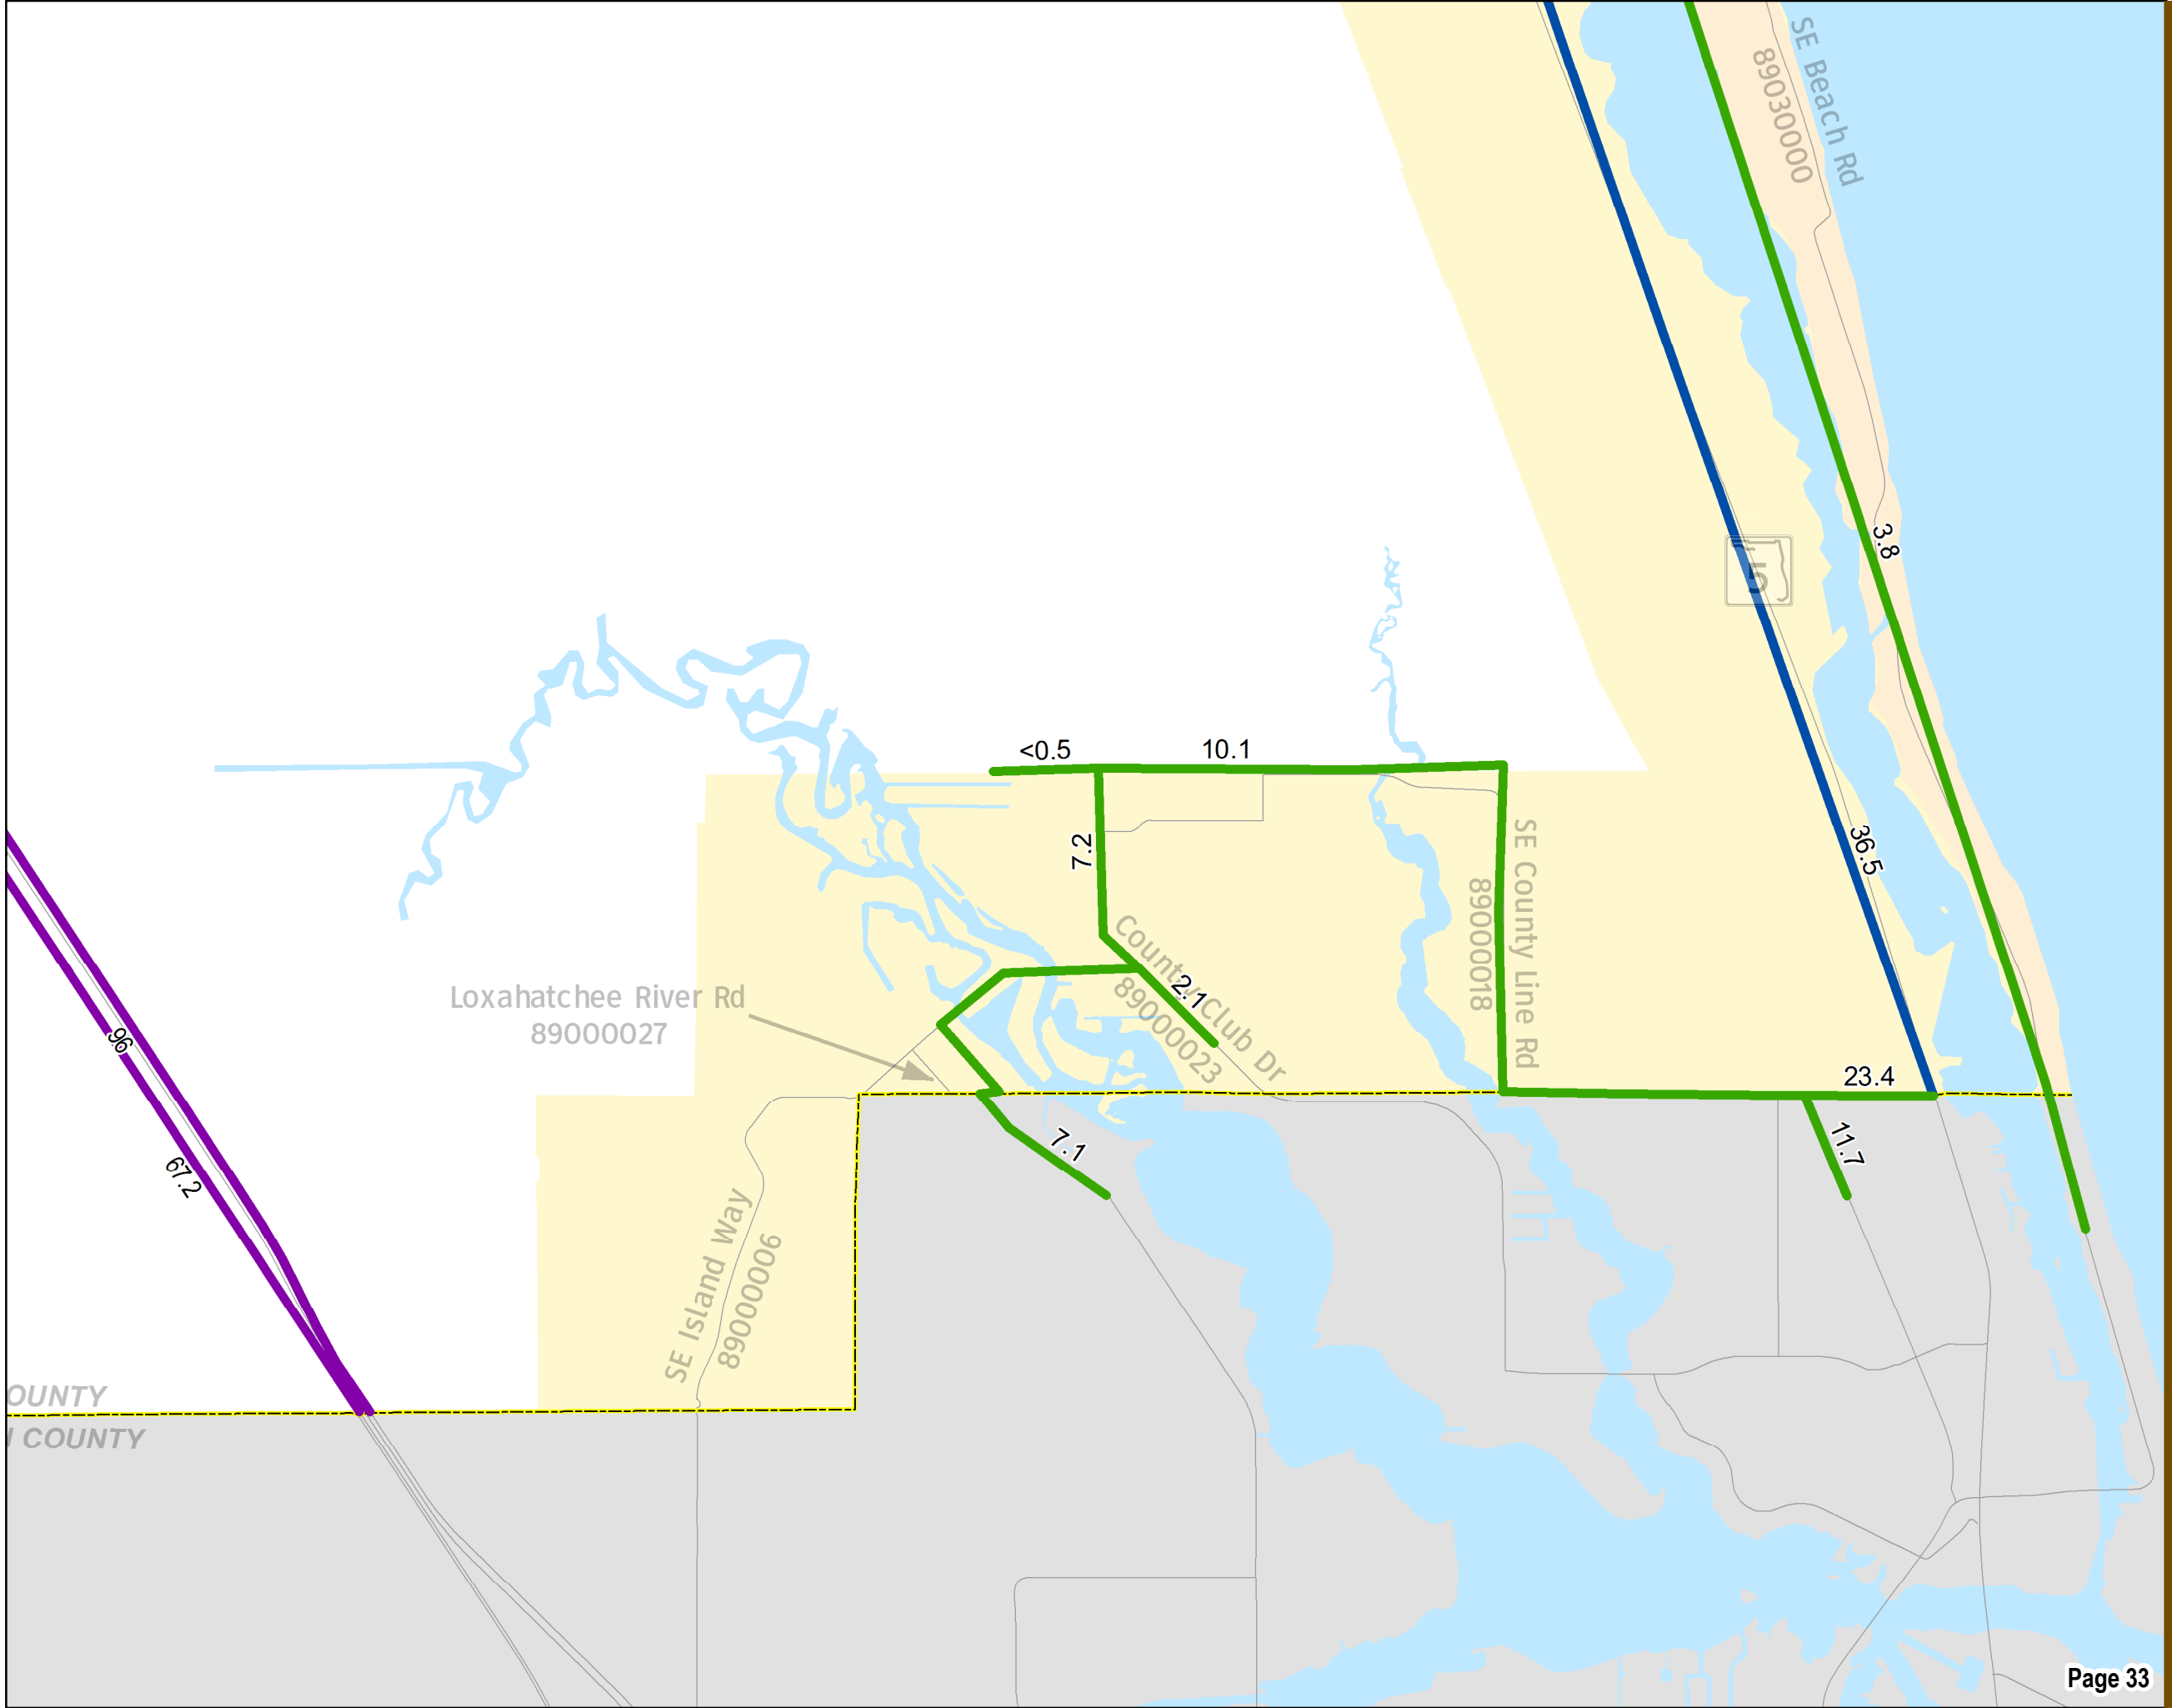 SE Beach Rd
89030000
3.8
5
36.5
<0.5
10.1
7.2
SE County Line Rd
89000018
Country Club Dr
89000023
2.1
Loxahatchee River Rd
89000027
96
67.2
23.4
11.7
7.1
SE Island Way
89000006
OUNTY
COUNTY
Page 33